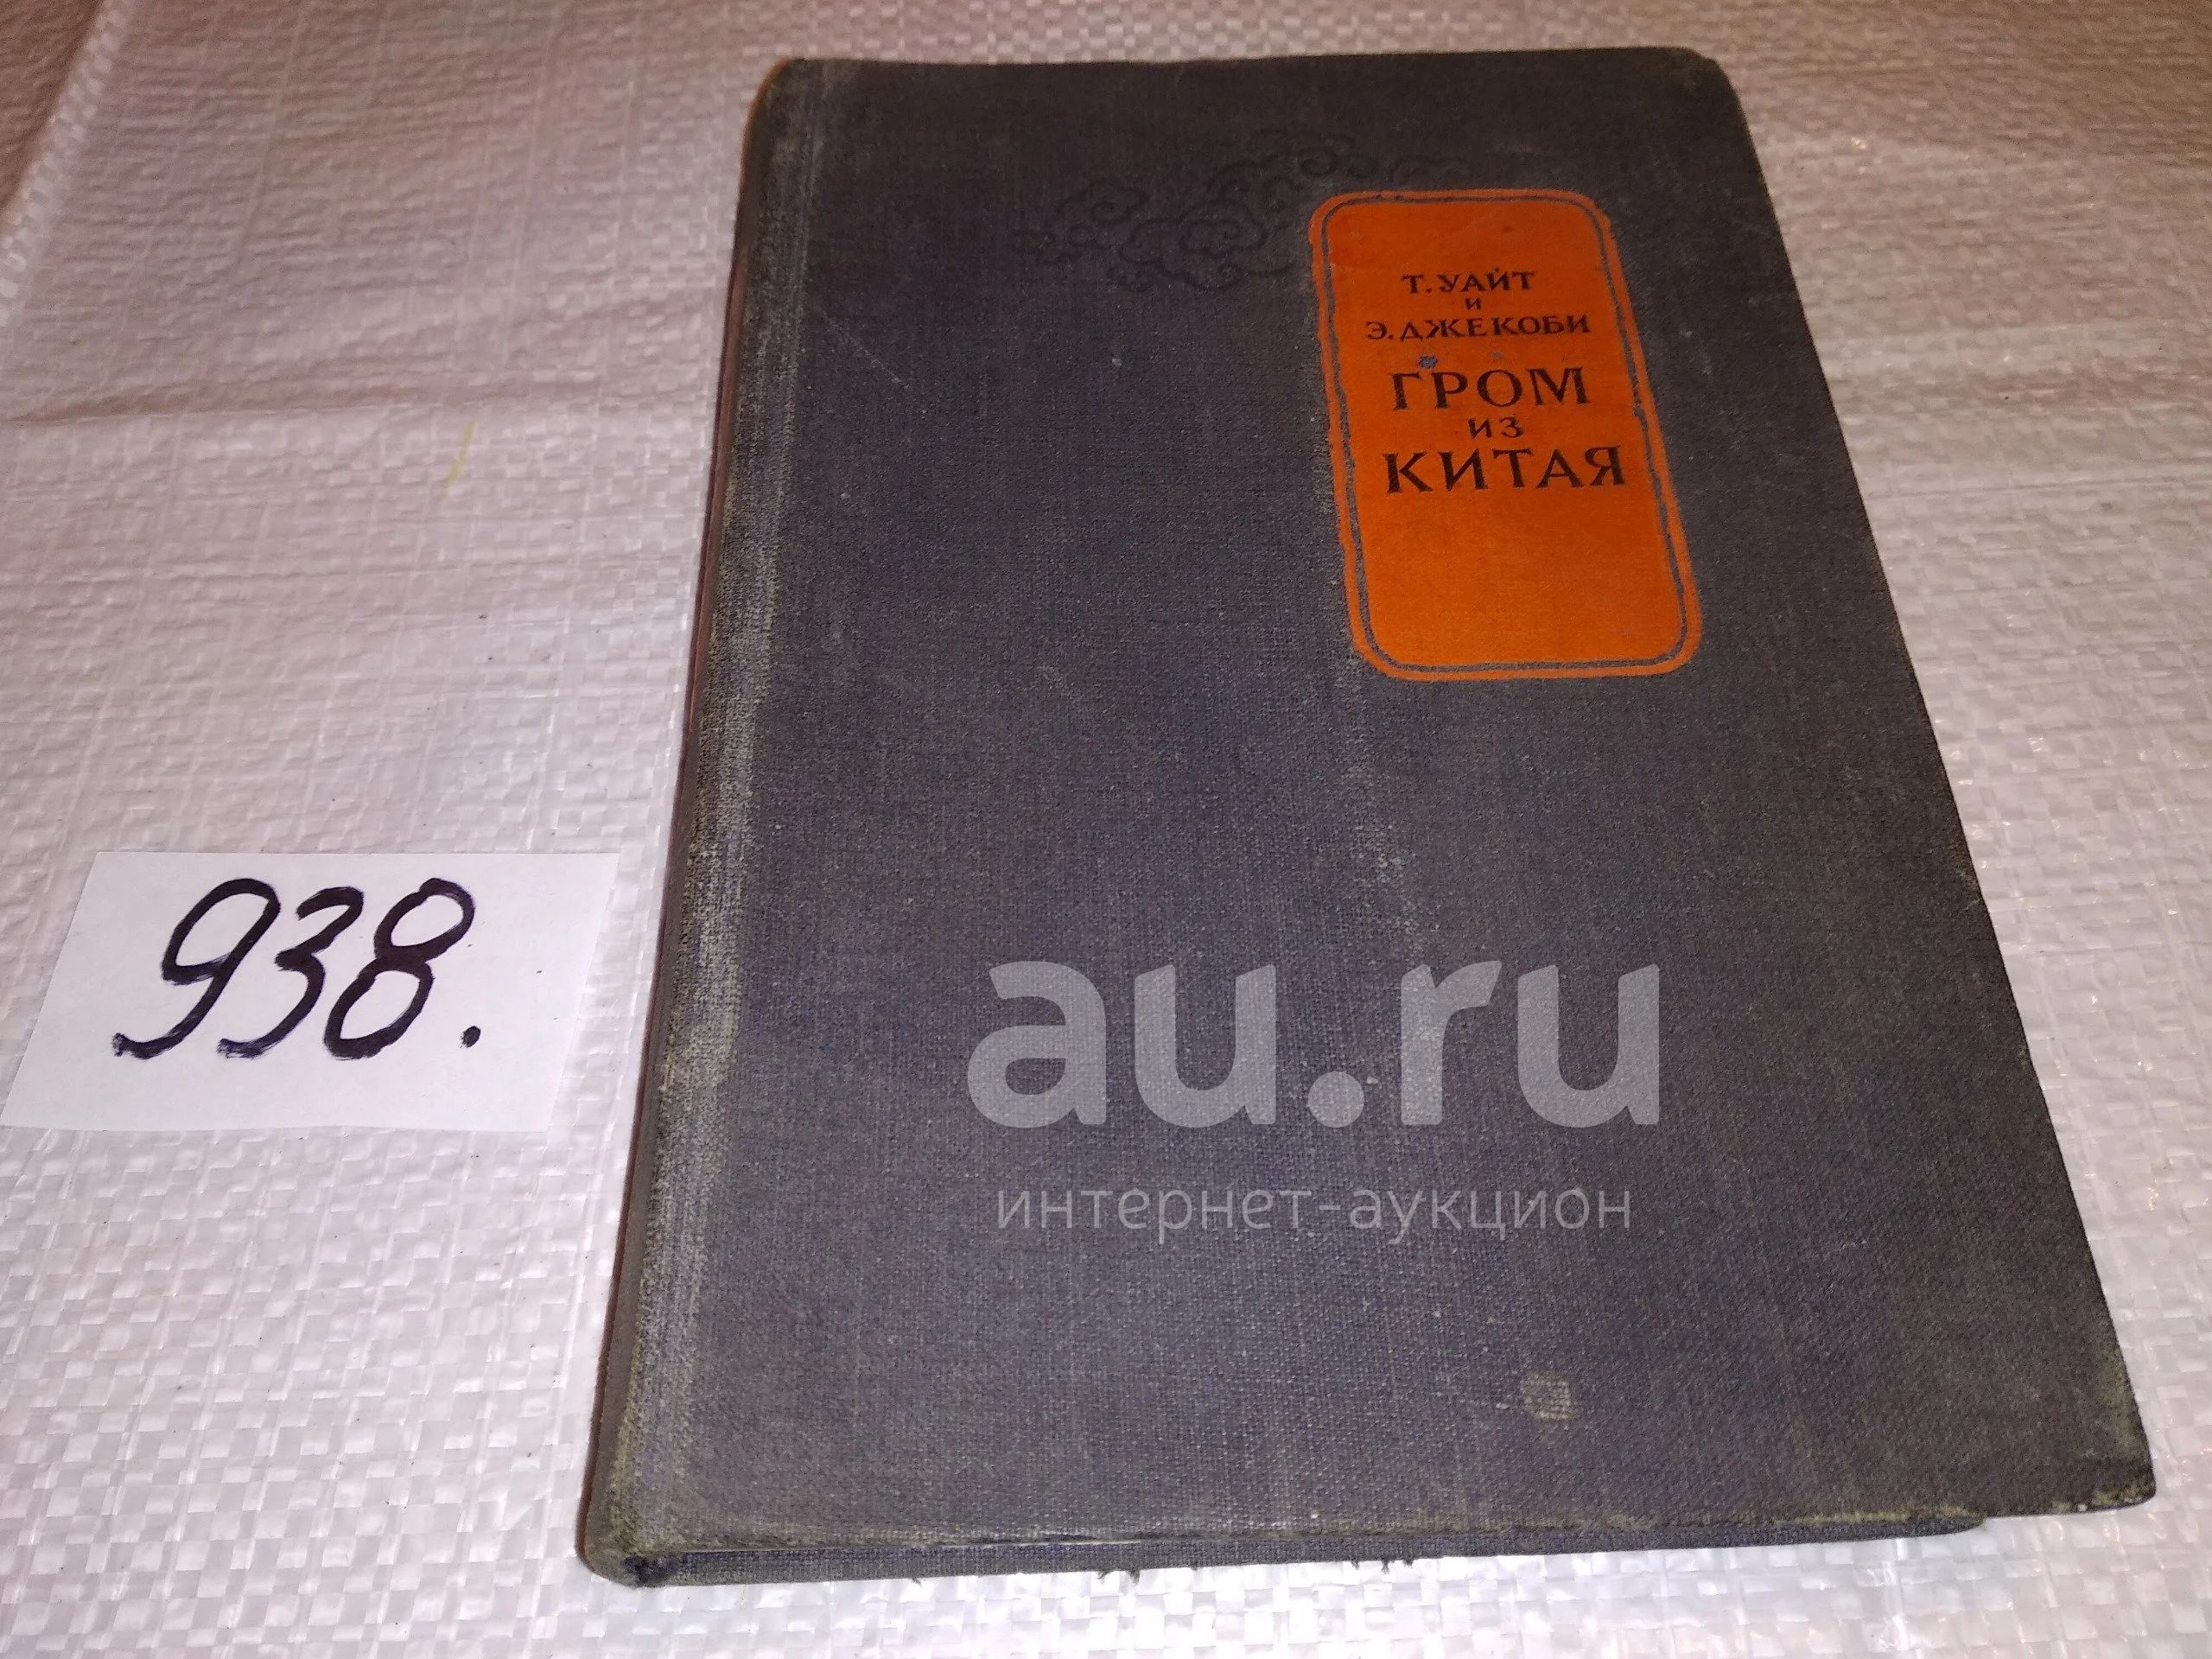 Т. УАЙТ
И
Э. ДЖЕКОБИ
ГРОМ
ИЗ
КИТАЯ
938.
au.ru
интернет-аукцион